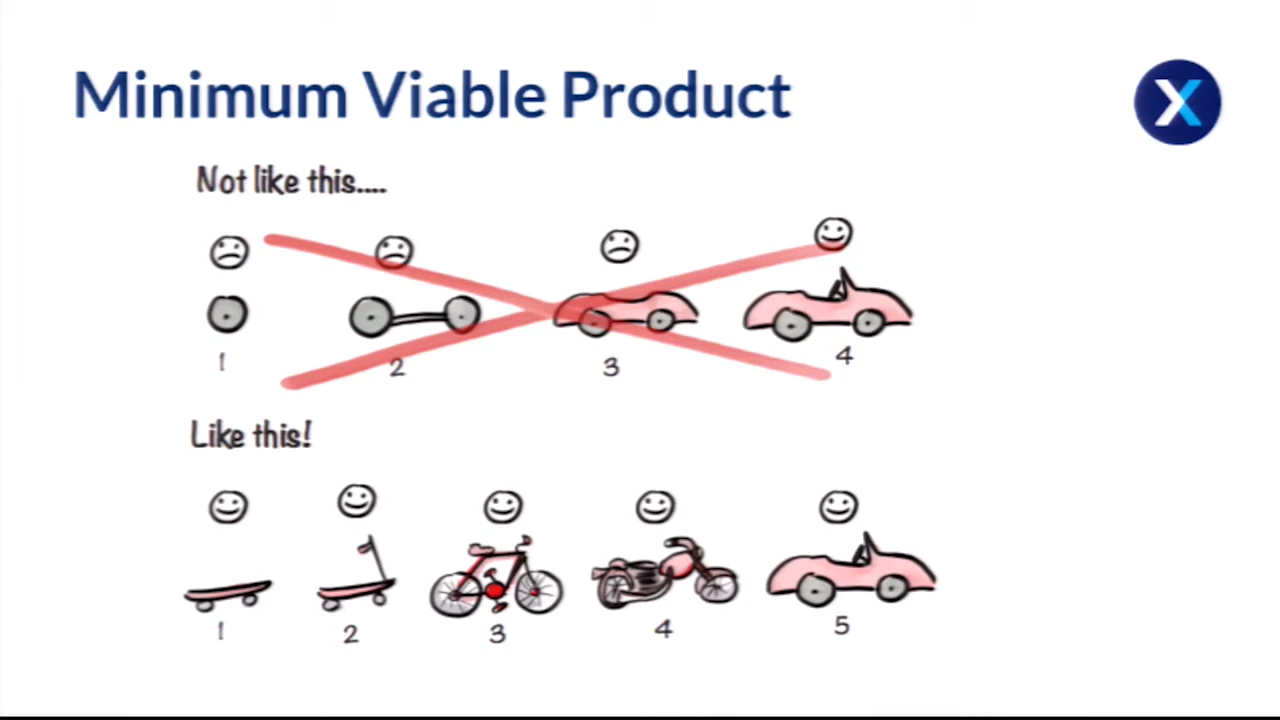 Minimum Viable Product
X
Not like this....
1 2 3 4
Like this!
1 2 3 4 5